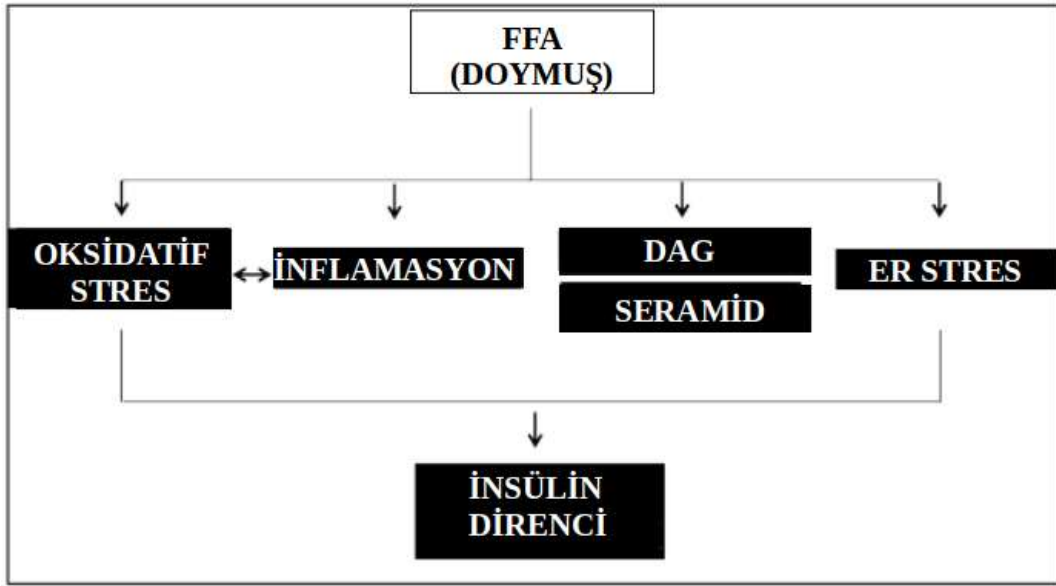 FFA
(DOYMUŞ)
OKSİDATİF
STRES
İNFLAMASYON
DAG
SERAMİD
ER STRES
İNSÜLİN
DİRENCİ